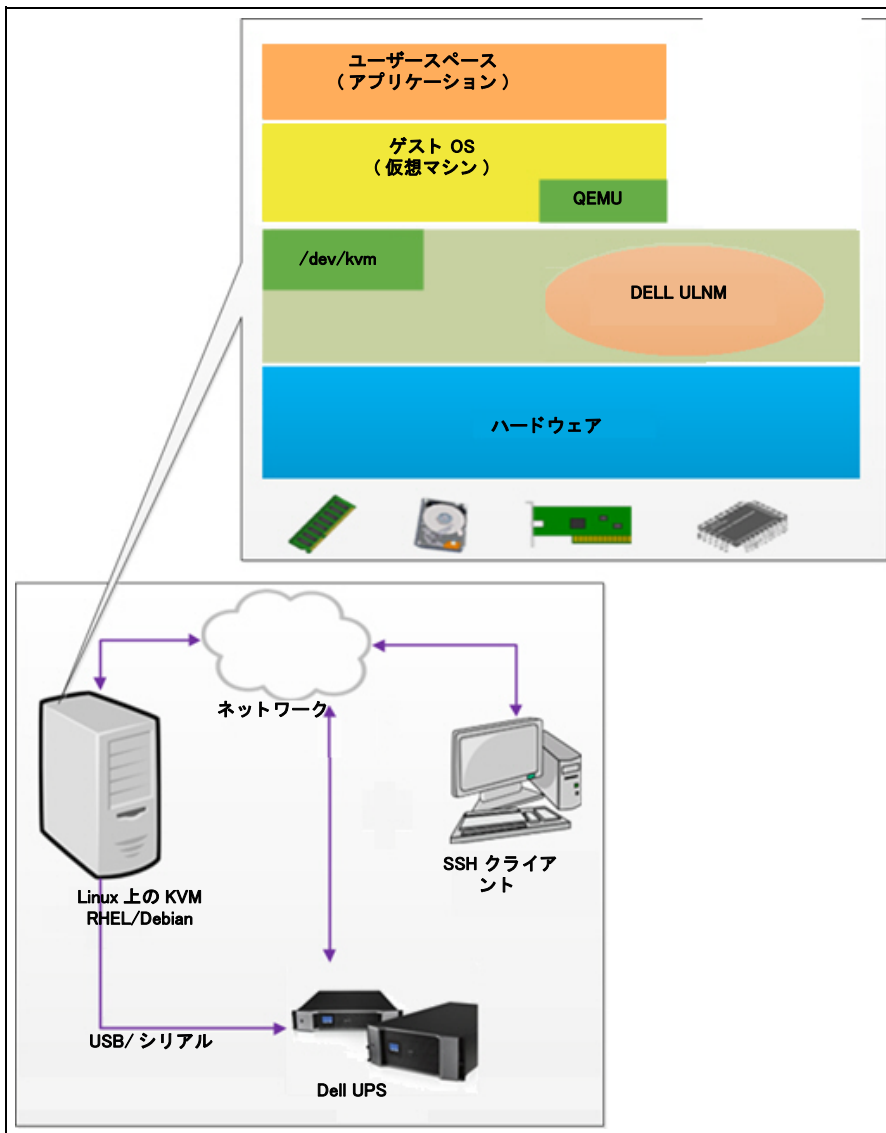 ユーザースペース
( アプリケーション )
ゲスト OS
( 仮想マシン )
QEMU
/dev/kvm
DELL ULNM
ハードウェア
ネットワーク
SSH クライア
ント
Linux 上の KVM
RHEL/Debian
USB/ シリアル
Dell UPS